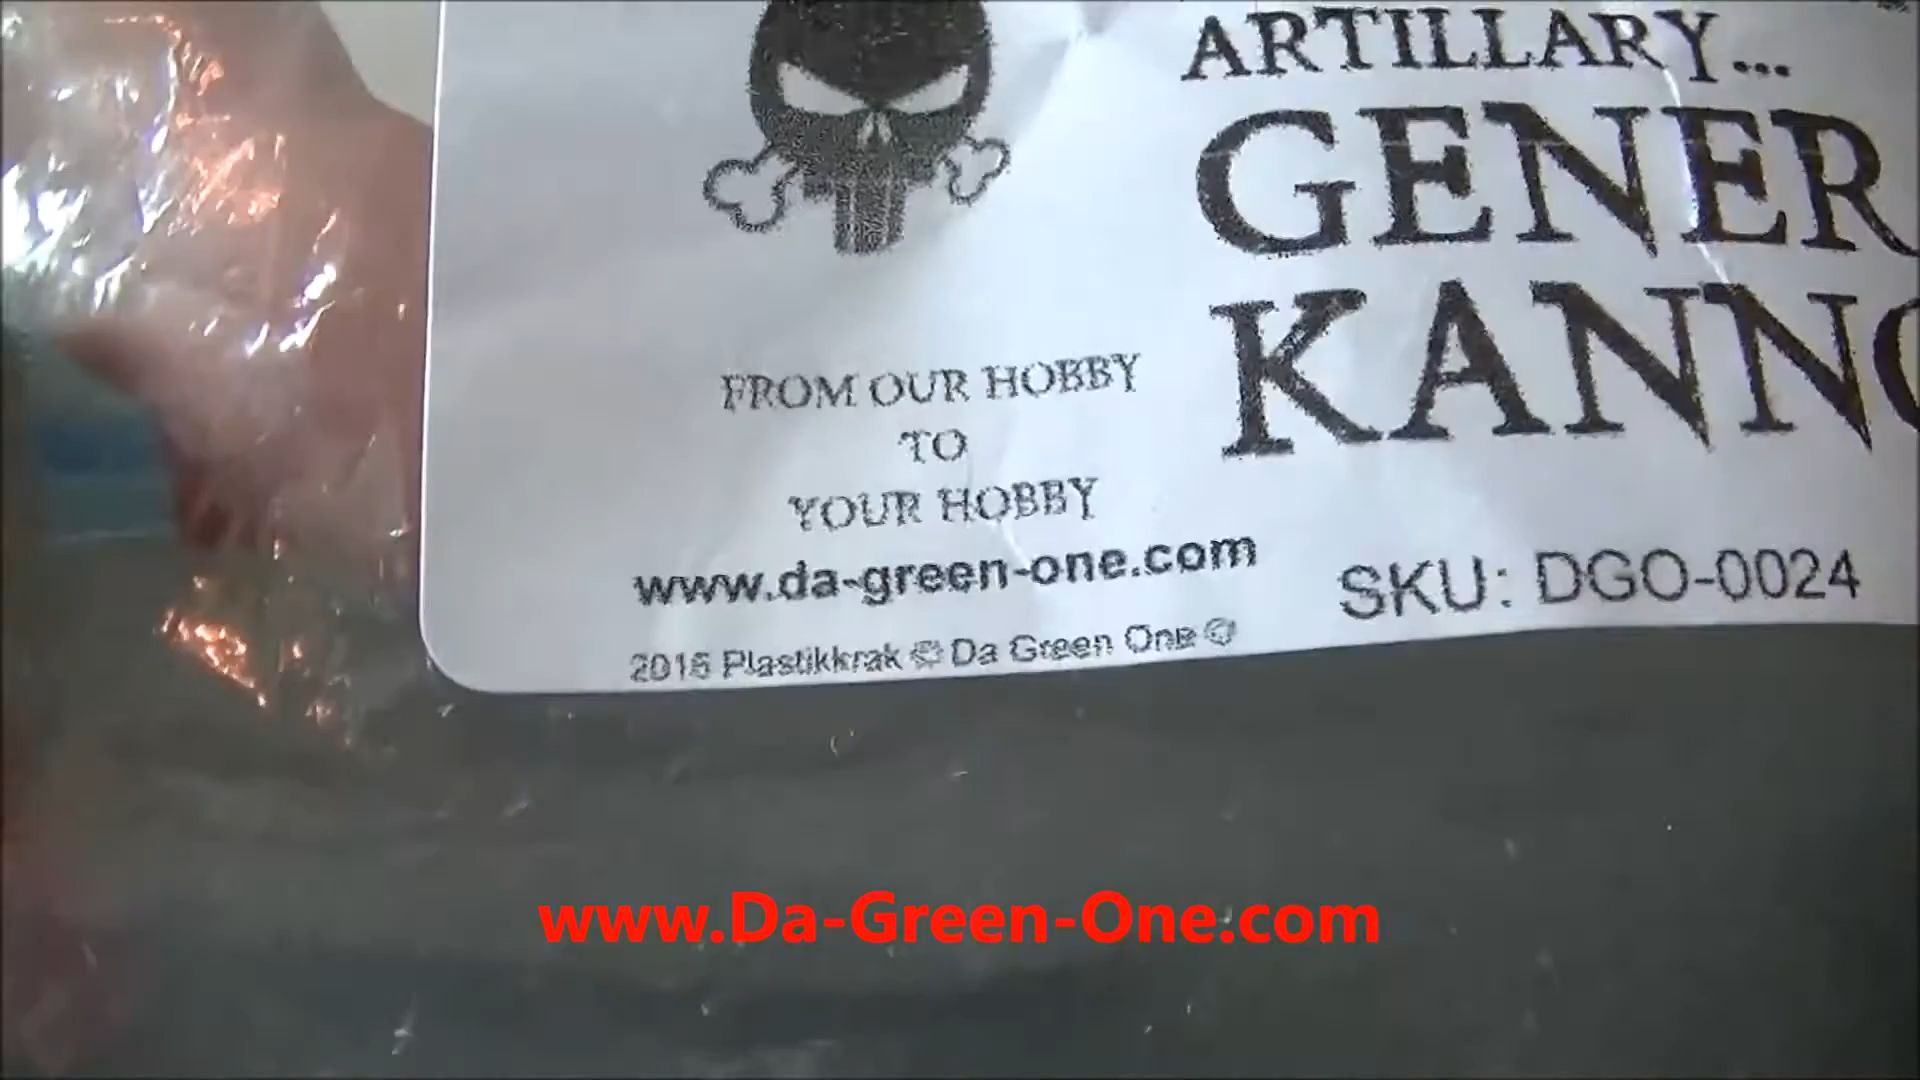 ARTILLARY...
GENER
KANNO
FROM OUR HOBBY
TO
YOUR HOBBY
www.da-green-one.com
SKU: DGO-0024
2016 Plastikkrak © Da Green One ©
www.Da-Green-One.com